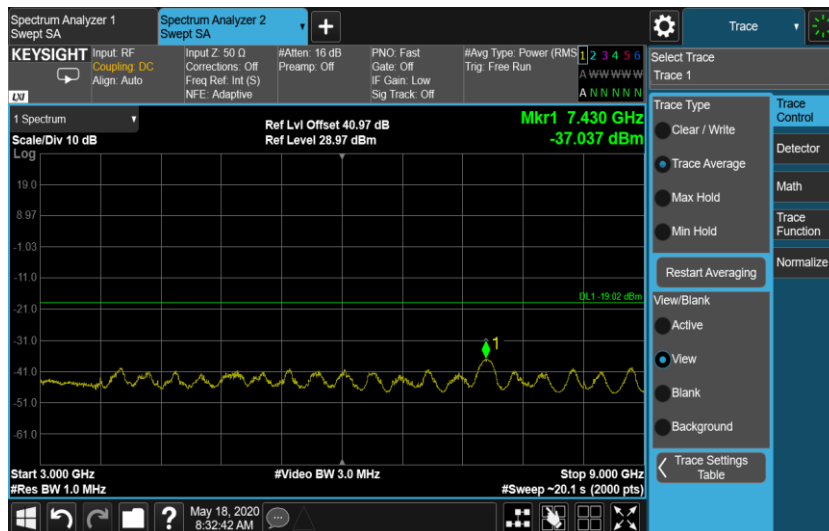 Spectrum Analyzer 1
Swept SA
Spectrum Analyzer 2
Swept SA
Trace
KEYSIGHT
LXI
Input: RF
Coupling: DC
Align: Auto
Input Z: 50 Ω
Corrections: Off
Freq Ref: Int (S)
NFE: Adaptive
#Atten: 16 dB
Preamp: Off
PNO: Fast
Gate: Off
IF Gain: Low
Sig Track: Off
#Avg Type: Power (RMS
Trig: Free Run
1 2 3 4 5 6
A W W W W W
A N N N N N
Select Trace
Trace 1
1 Spectrum
Scale/Div 10 dB
Log
Ref Lvl Offset 40.97 dB
Ref Level 28.97 dBm
Mkr1 7.430 GHz
-37.037 dBm
19.0
8.97
-1.03
-11.0
-21.0
-31.0
-41.0
-51.0
-61.0
DL1 -19.02 dBm
1
Start 3.000 GHz
#Res BW 1.0 MHz
#Video BW 3.0 MHz
Stop 9.000 GHz
#Sweep ~20.1 s (2000 pts)
Trace Type
Clear / Write
Trace Average
Max Hold
Min Hold
Restart Averaging
View/Blank
Active
View
Blank
Background
Trace Settings
Table
Trace
Control
Detector
Math
Trace
Function
Normalize
?
May 18, 2020
8:32:42 AM